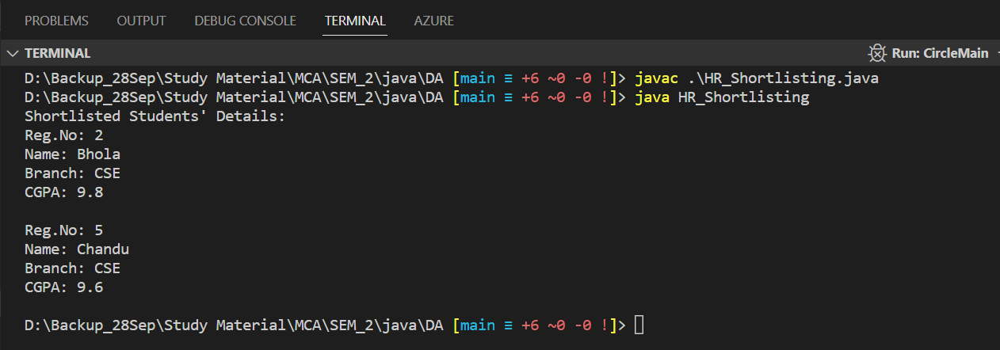 PROBLEMS OUTPUT DEBUG CONSOLE TERMINAL AZURE
TERMINAL Run: CircleMain
D:\Backup_28Sep\Study Material\MCA\SEM_2\java\DA [main ≡ +6 ~0 -0 !]> javac .\HR_Shortlisting.java
D:\Backup_28Sep\Study Material\MCA\SEM_2\java\DA [main ≡ +6 ~0 -0 !]> java HR_Shortlisting
Shortlisted Students' Details:
Reg.No: 2
Name: Bhola
Branch: CSE
CGPA: 9.8
Reg.No: 5
Name: Chandu
Branch: CSE
CGPA: 9.6
D:\Backup_28Sep\Study Material\MCA\SEM_2\java\DA [main ≡ +6 ~0 -0 !]>